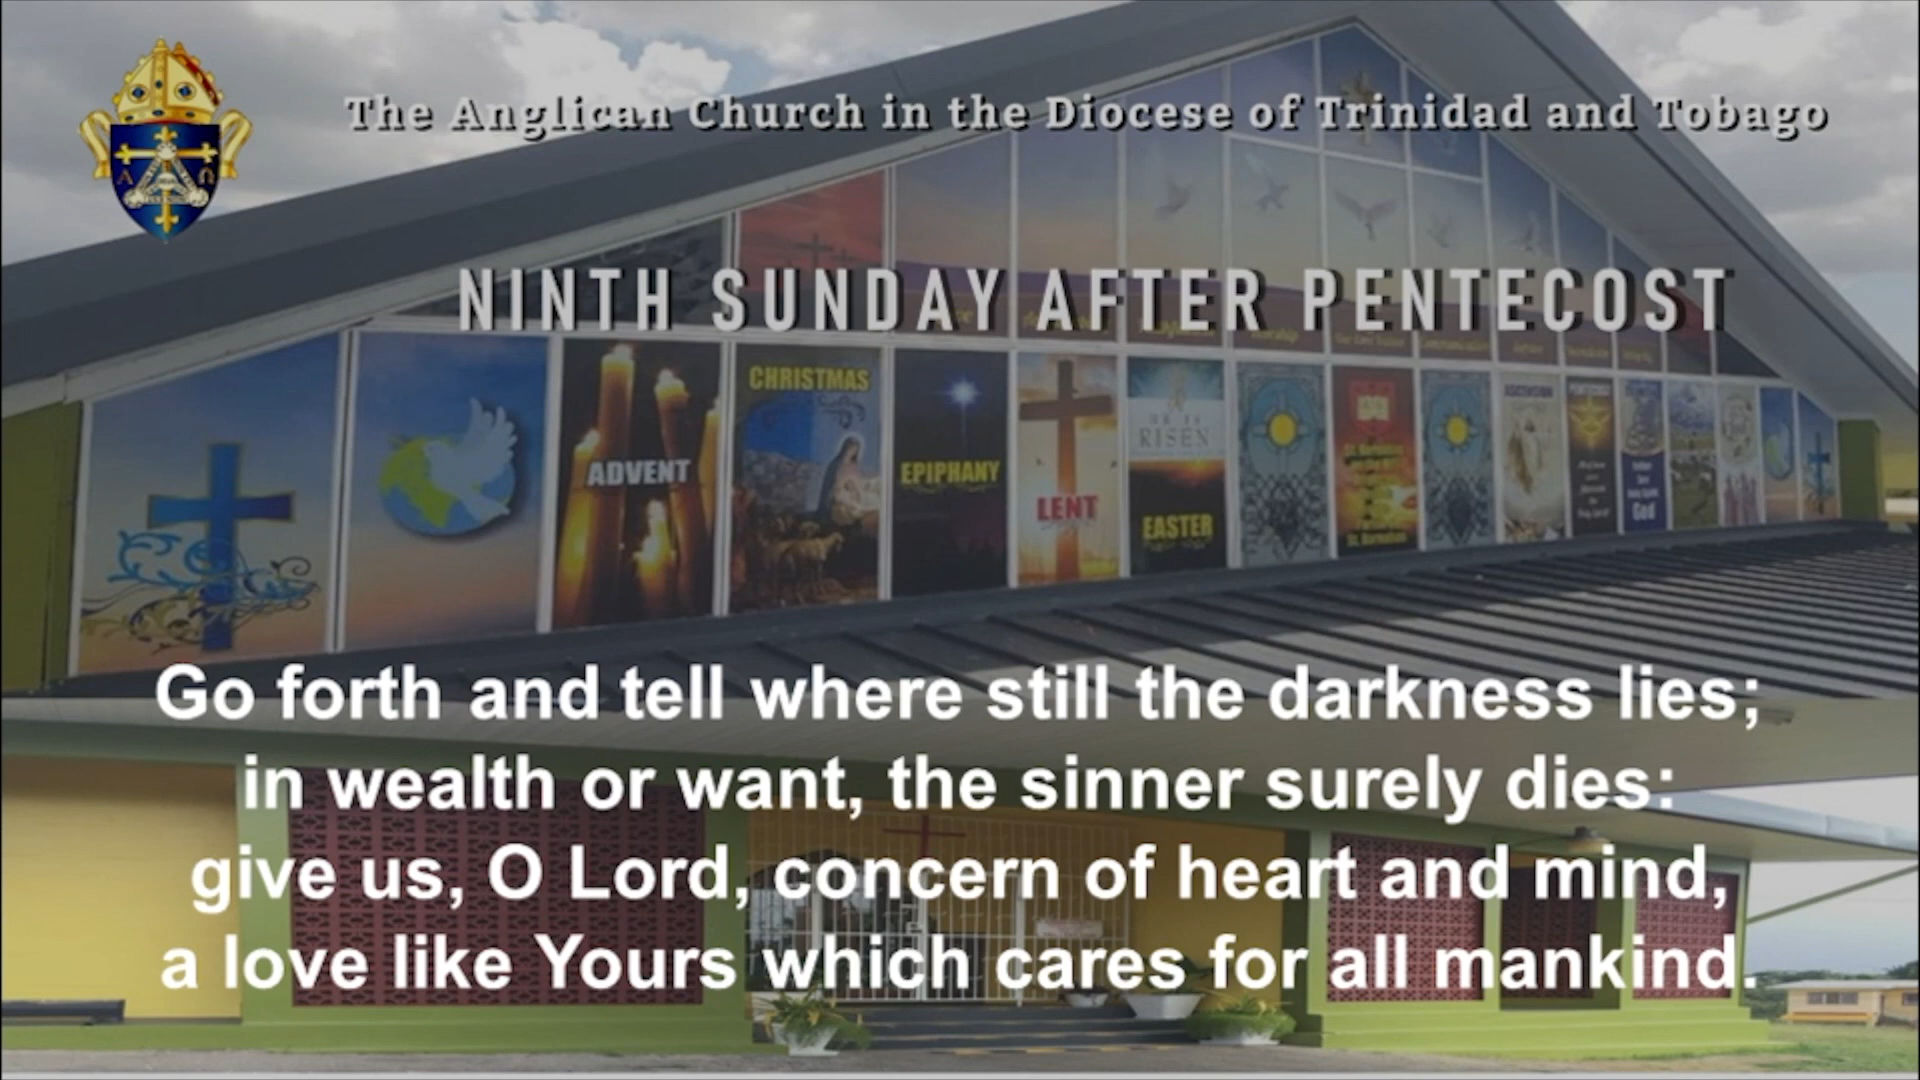 The Anglican Church in the Diocese of Trinidad and Tobago
NINTH SUNDAY AFTER PENTECOST
CHRISTMAS
ADVENT
EPIPHANY
LENT
RISEN
EASTER
God
Go forth and tell where still the darkness lies;
in wealth or want, the sinner surely dies:
give us, O Lord, concern of heart and mind,
a love like Yours which cares for all mankind.